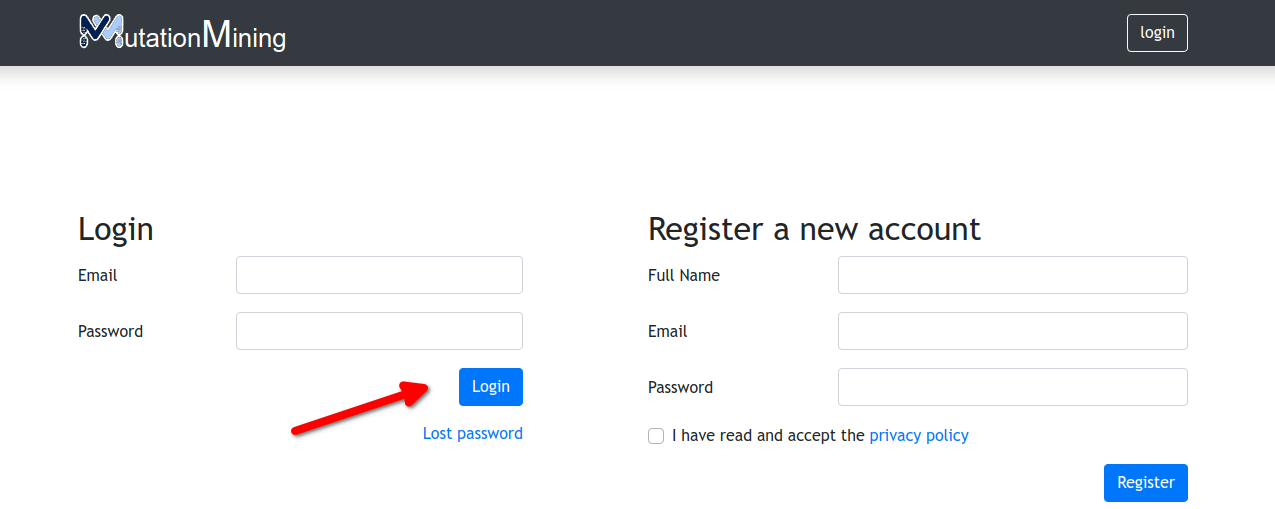 MutationMining
login
Login
Email
Password
Login
Lost password
Register a new account
Full Name
Email
Password
I have read and accept the privacy policy
Register